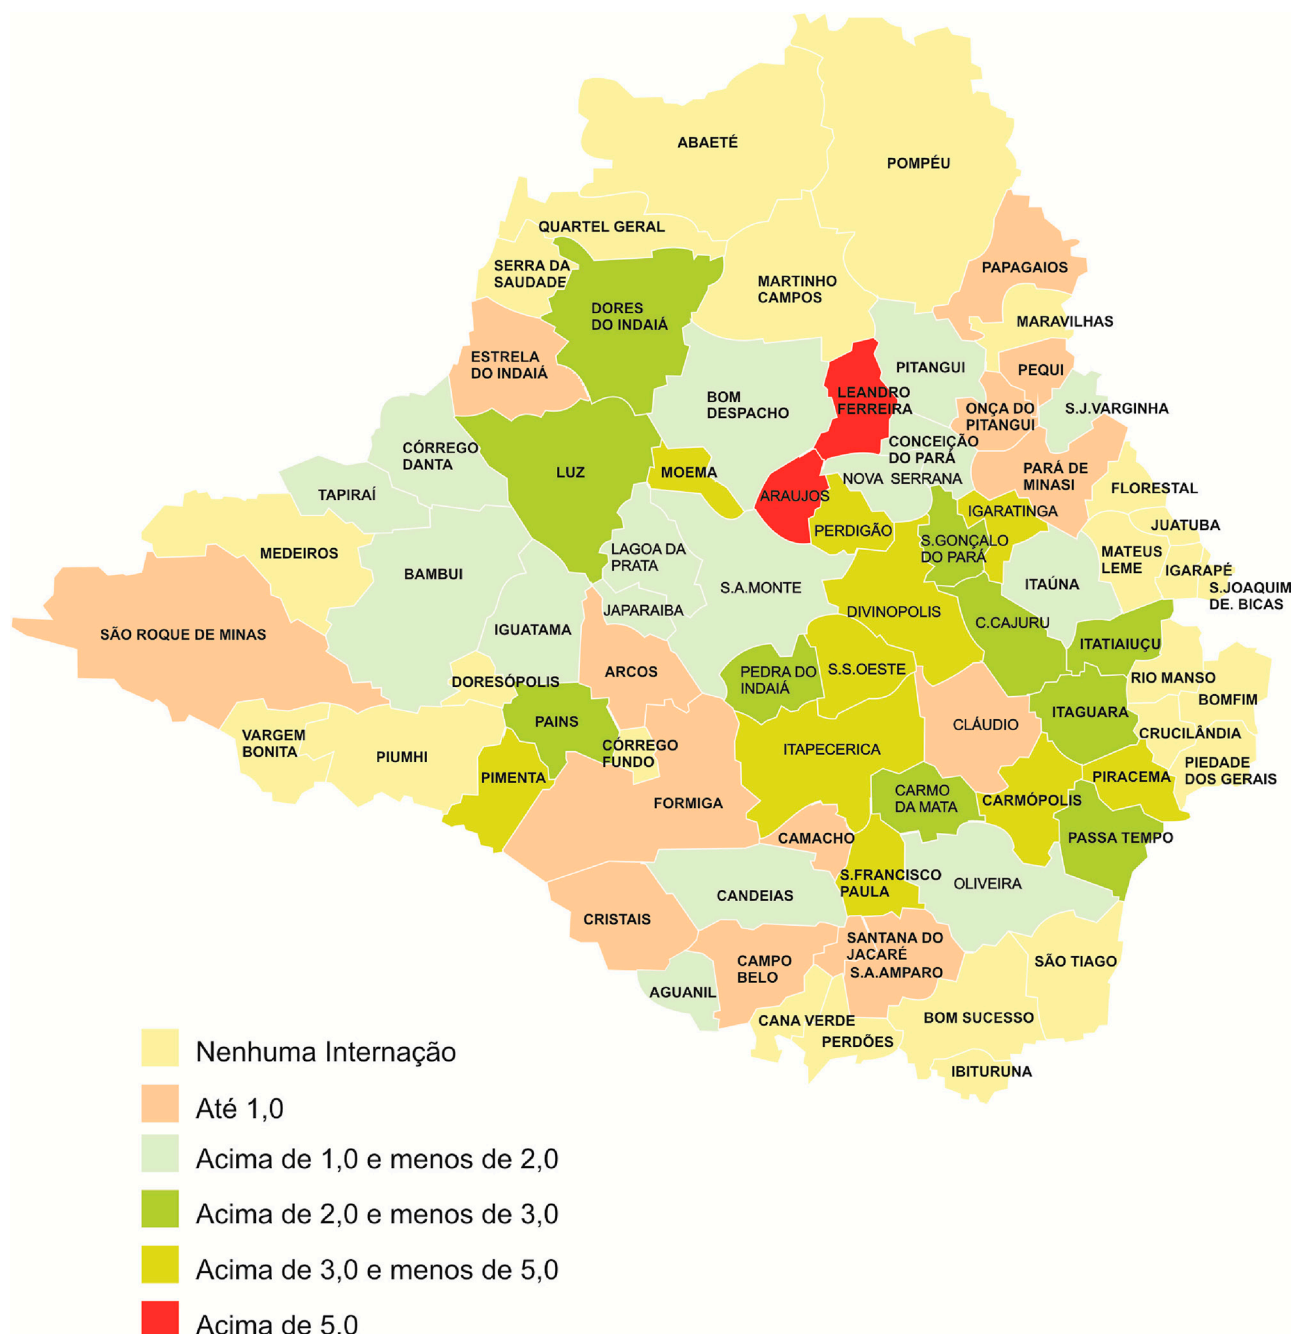 ABAETÉ
POMPÉU
QUARTEL GERAL
SERRA DA
SAUDADE
PAPAGAIOS
MARTINHO
CAMPOS
DORES
DO INDAIÁ
MARAVILHAS
ESTRELA
DO INDAIÁ
PITANGUI
PEQUI
LEANDRO
FERREIRA
BOM
DESPACHO
ONÇA DO
PITANGUI
S.J.VARGINHA
CONCEIÇÃO
DO PARÁ
CÓRREGO
DANTA
LUZ
MOEMA
NOVA SERRANA
PARÁ DE
MINASI
TAPIRAÍ
ARAUJOS
FLORESTAL
IGARATINGA
JUATUBA
PERDIGÃO
S.GONÇALO
DO PARÁ
MEDEIROS
LAGOA DA
PRATA
MATEUS
LEME
BAMBUI
IGARAPÉ
S.A.MONTE
ITAÚNA
S.JOAQUIM
DE. BICAS
JAPARAIBA
DIVINOPOLIS
C.CAJURU
SÃO ROQUE DE MINAS
IGUATAMA
ITATIAIUÇU
ARCOS
PEDRA DO
INDAIÁ
S.S.OESTE
DORESÓPOLIS
RIO MANSO
BOMFIM
PAINS
CLÁUDIO
ITAGUARA
VARGEM
BONITA
CRUCILÂNDIA
CÓRREGO
FUNDO
ITAPECERICA
PIUMHI
PIEDADE
DOS GERAIS
PIMENTA
PIRACEMA
CARMO
DA MATA
FORMIGA
CARMÓPOLIS
CAMACHO
PASSA TEMPO
S.FRANCISCO
PAULA
OLIVEIRA
CANDEIAS
CRISTAIS
SANTANA DO
JACARÉ
S.A.AMPARO
CAMPO
BELO
SÃO TIAGO
AGUANIL
CANA VERDE
BOM SUCESSO
PERDÕES
IBITURUNA
Nenhuma Internação
Até 1,0
Acima de 1,0 e menos de 2,0
Acima de 2,0 e menos de 3,0
Acima de 3,0 e menos de 5,0
Acima de 5,0